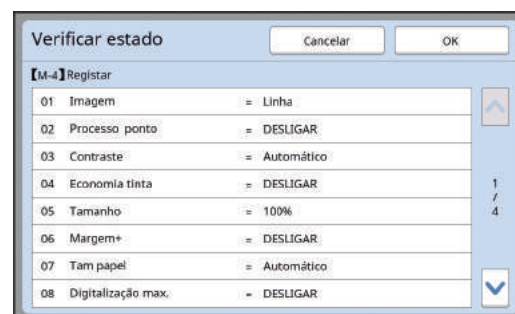 Verificar estado Cancelar OK
【M-4】Registar
01 Imagem = Linha
02 Processo ponto = DESLIGAR
03 Contraste = Automático
04 Economia tinta = DESLIGAR
05 Tamanho = 100%
06 Margem+ = DESLIGAR
07 Tam papel = Automático
08 Digitalização max. = DESLIGAR
1
/
4